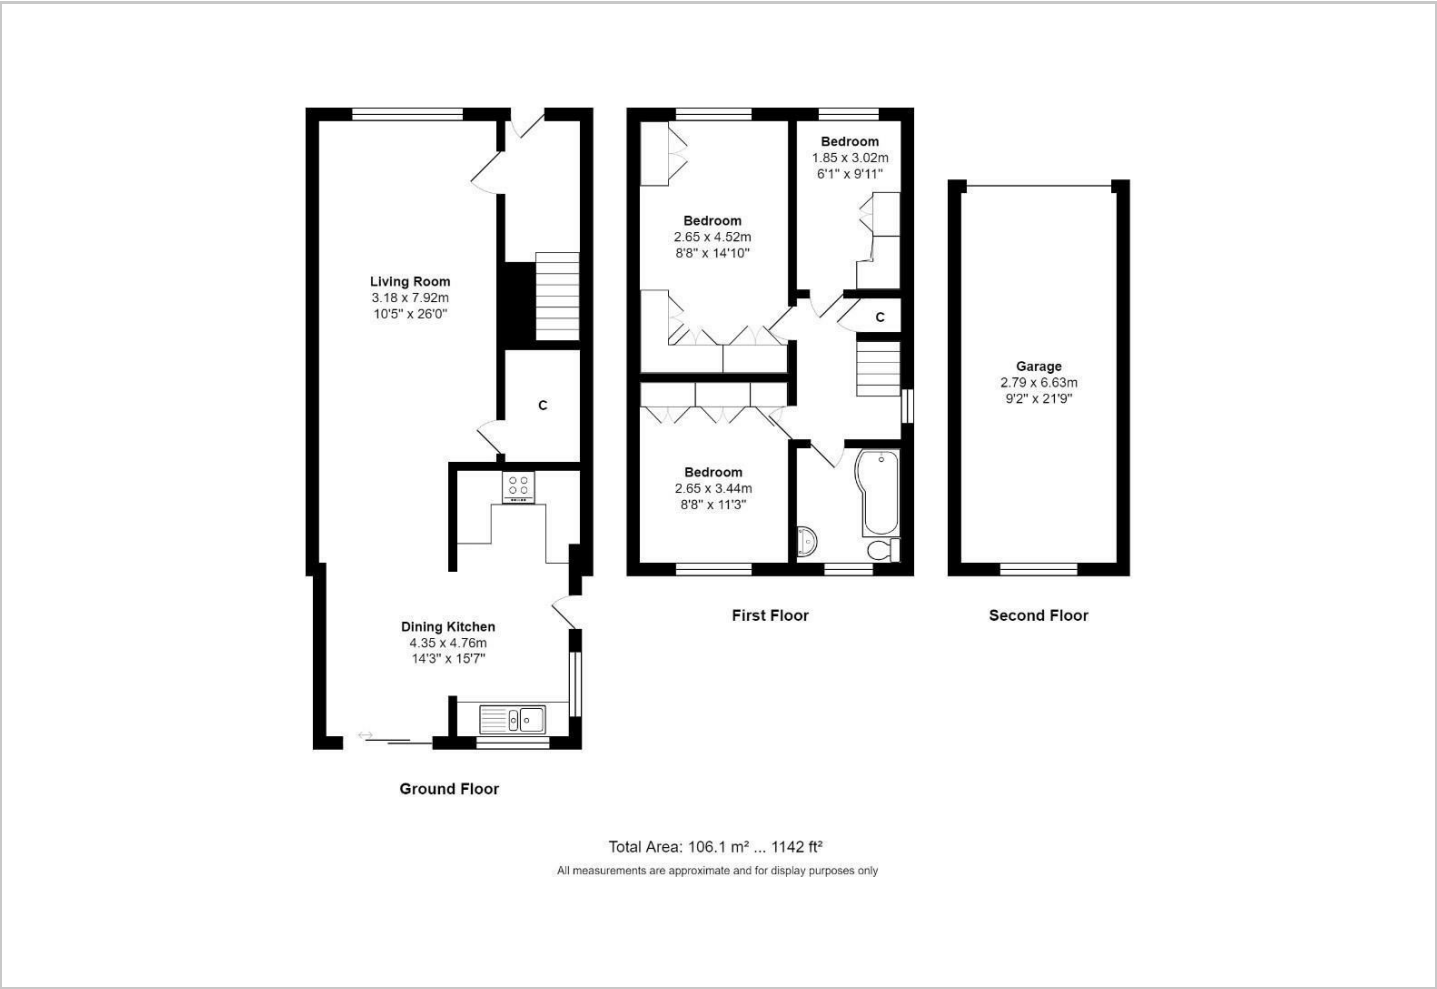 Living Room
3.18 x 7.92m
10'5" x 26'0"
C
Dining Kitchen
4.35 x 4.76m
14'3" x 15'7"
Ground Floor
Bedroom
2.65 x 4.52m
8'8" x 14'10"
Bedroom
1.85 x 3.02m
6'1" x 9'11"
C
Bedroom
2.65 x 3.44m
8'8" x 11'3"
First Floor
Garage
2.79 x 6.63m
9'2" x 21'9"
Second Floor
Total Area: 106.1 m² ... 1142 ft²
All measurements are approximate and for display purposes only